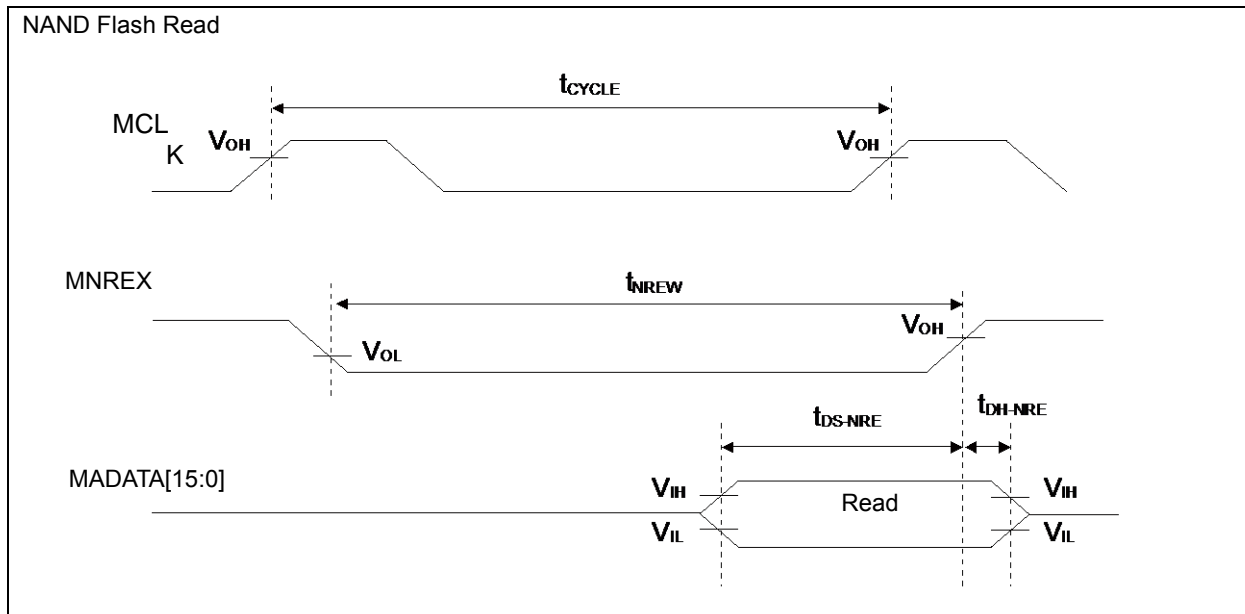 NAND Flash Read
tCYCLE
MCL
K
VOH
VOH
MNREX
tNREW
VOH
VOL
tDS-NRE
tDH-NRE
MADATA[15:0]
VIH
Read
VIH
VIL
VIL